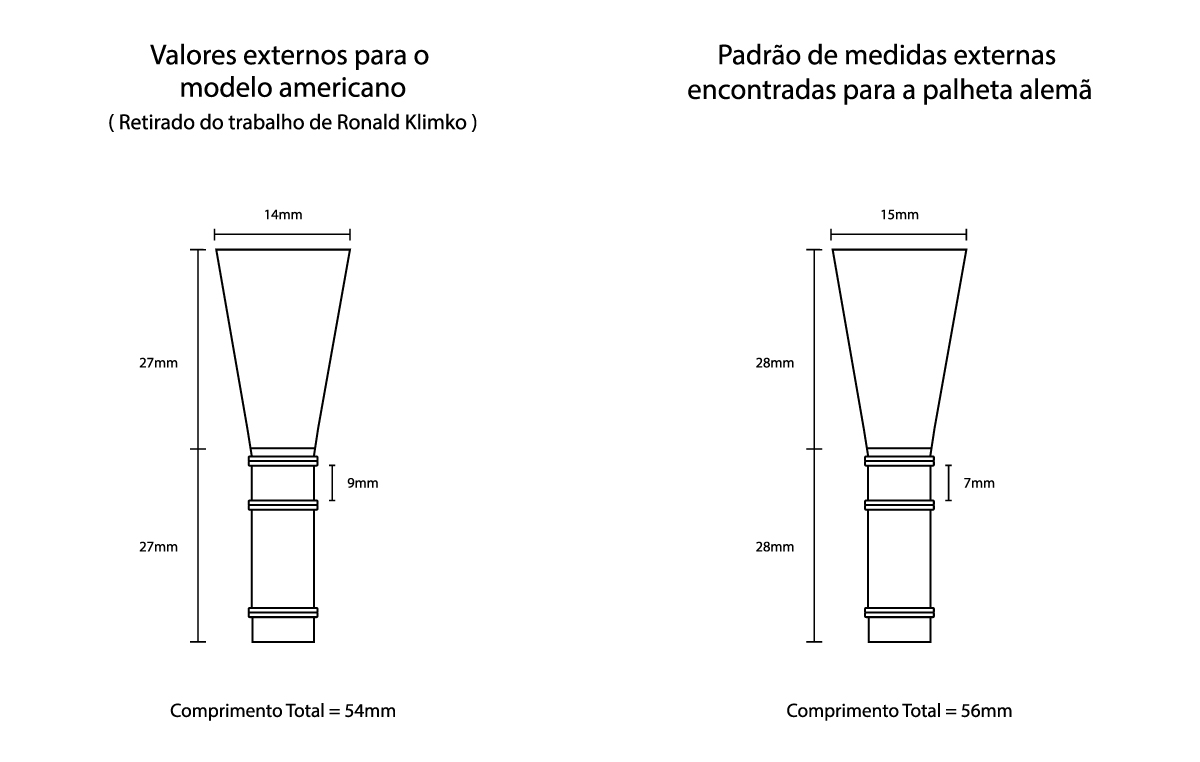 Valores externos para o
modelo americano
( Retirado do trabalho de Ronald Klimko )
14mm
27mm
9mm
27mm
Comprimento Total = 54mm
Padrão de medidas externas
encontradas para a palheta alemã
15mm
28mm
7mm
28mm
Comprimento Total = 56mm